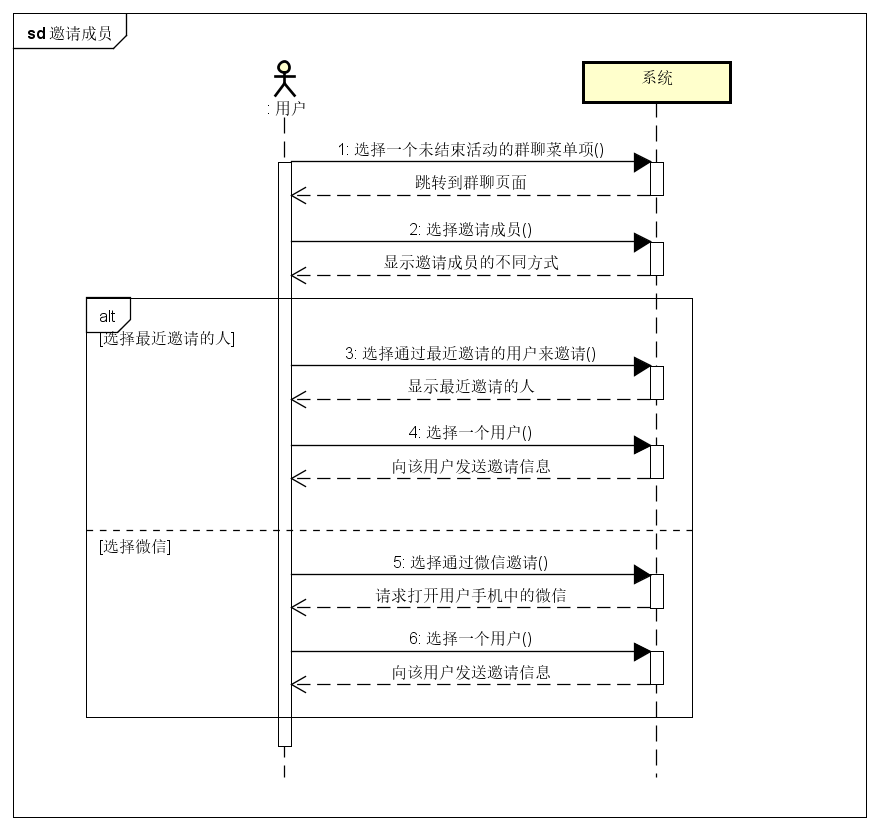 sd 邀请成员
系统
: 用户
1: 选择一个未结束活动的群聊菜单项()
跳转到群聊页面
2: 选择邀请成员()
显示邀请成员的不同方式
alt
[选择最近邀请的人]
3: 选择通过最近邀请的用户来邀请()
显示最近邀请的人
4: 选择一个用户()
向该用户发送邀请信息
[选择微信]
5: 选择通过微信邀请()
请求打开用户手机中的微信
6: 选择一个用户()
向该用户发送邀请信息